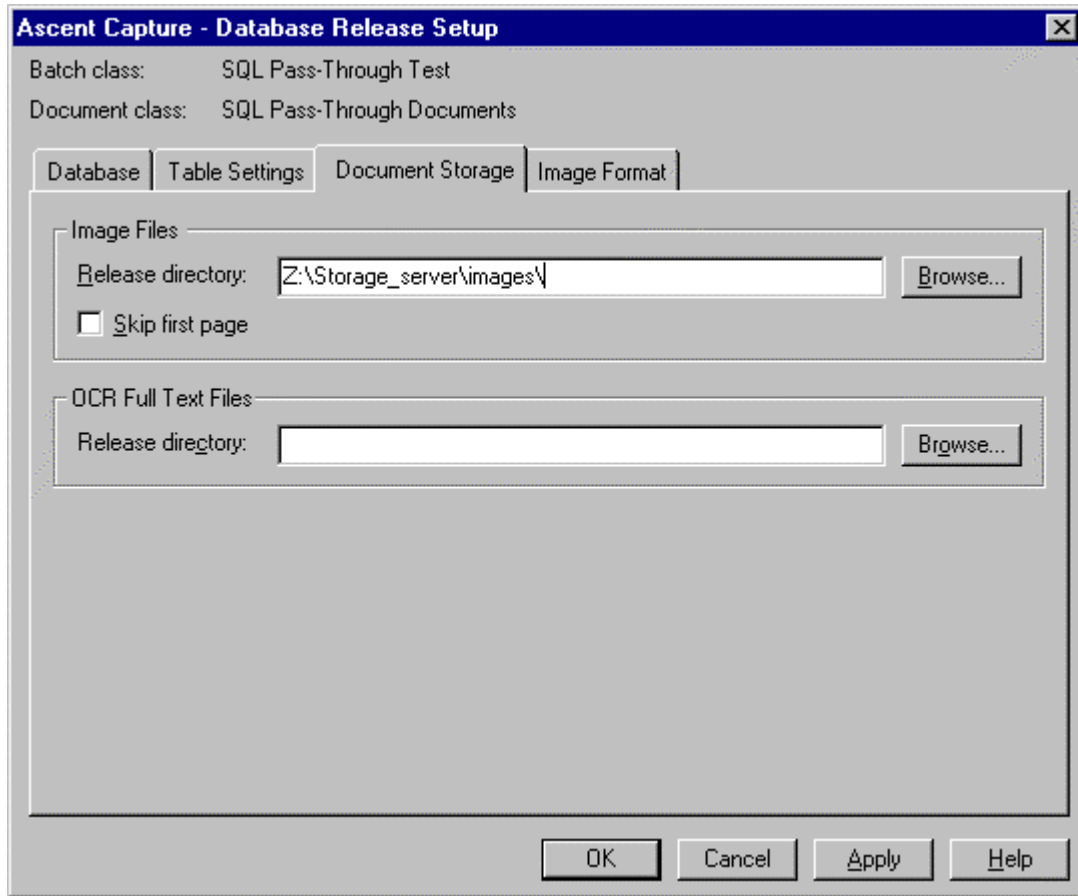 Ascent Capture - Database Release Setup
Batch class: SQL Pass-Through Test
Document class: SQL Pass-Through Documents
Database Table Settings Document Storage Image Format
Image Files
Release directory: Z:\Storage_server\images\ Browse...
Skip first page
OCR Full Text Files
Release directory: Browse...
OK Cancel Apply Help